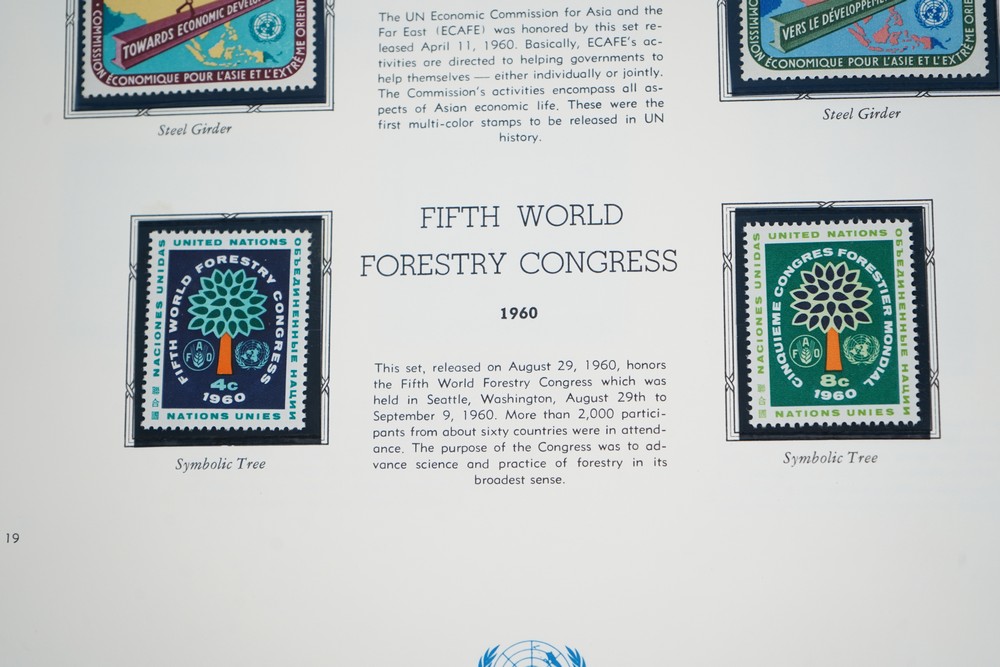 TOWARDS ECONOMIC
COMMISSION ÉCONOMIQUE POUR L'ASIE ET L'EXTRÊME ORIENT
Steel Girder
The UN Economic Commission for Asia and the
Far East (ECAFE) was honored by this set re-
leased April 11, 1960. Basically, ECAFE's ac-
tivities are directed to helping governments to
help themselves — either individually or jointly.
The Commission's activities encompass all as-
pects of Asian economic life. These were the
first multi-color stamps to be released in UN
history.
VERS LE
COMMISSION ÉCONOMIQUE POUR L'ASIE ET L'EXTRÊME ORIENT
Steel Girder
FIFTH WORLD
FORESTRY CONGRESS
1960
This set, released on August 29, 1960, honors
the Fifth World Forestry Congress which was
held in Seattle, Washington, August 29th to
September 9, 1960. More than 2,000 partici-
pants from about sixty countries were in attend-
ance. The purpose of the Congress was to ad-
vance science and practice of forestry in its
broadest sense.
UNITED NATIONS
NACIONES UNIDAS
ОБЪЕДИНЕННЫЕ НАЦИИ
FIFTH WORLD FORESTRY CONGRESS
FAO
4c
1960
NATIONS UNIES
Symbolic Tree
UNITED NATIONS
NACIONES UNIDAS
ОБЪЕДИНЕННЫЕ НАЦИИ
CINQUIEME CONGRES FORESTIER MONDIAL
FAO
8c
1960
NATIONS UNIES
Symbolic Tree
19